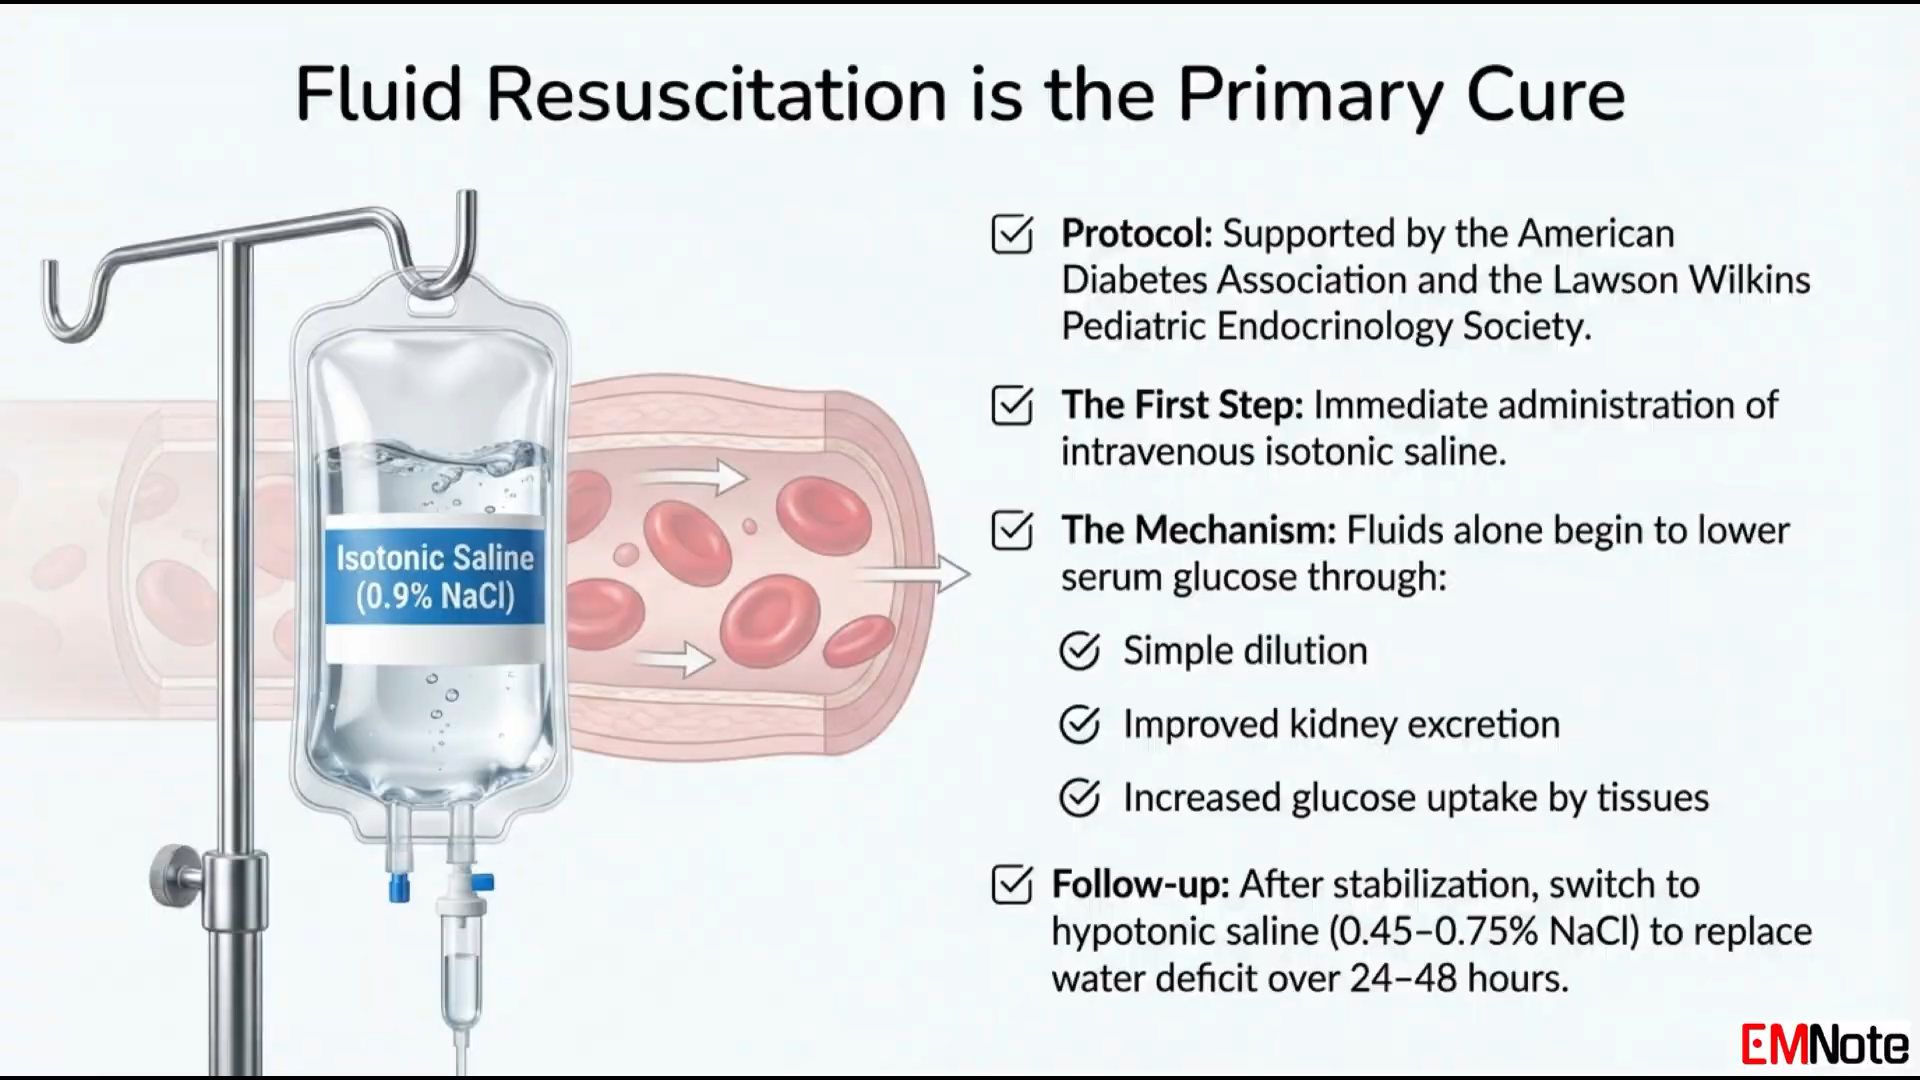 Fluid Resuscitation is the Primary Cure
Isotonic Saline
(0.9% NaCl)
Protocol: Supported by the American
Diabetes Association and the Lawson Wilkins
Pediatric Endocrinology Society.
The First Step: Immediate administration of
intravenous isotonic saline.
The Mechanism: Fluids alone begin to lower
serum glucose through:
Simple dilution
Improved kidney excretion
Increased glucose uptake by tissues
Follow-up: After stabilization, switch to
hypotonic saline (0.45–0.75% NaCl) to replace
water deficit over 24–48 hours.
EMNote